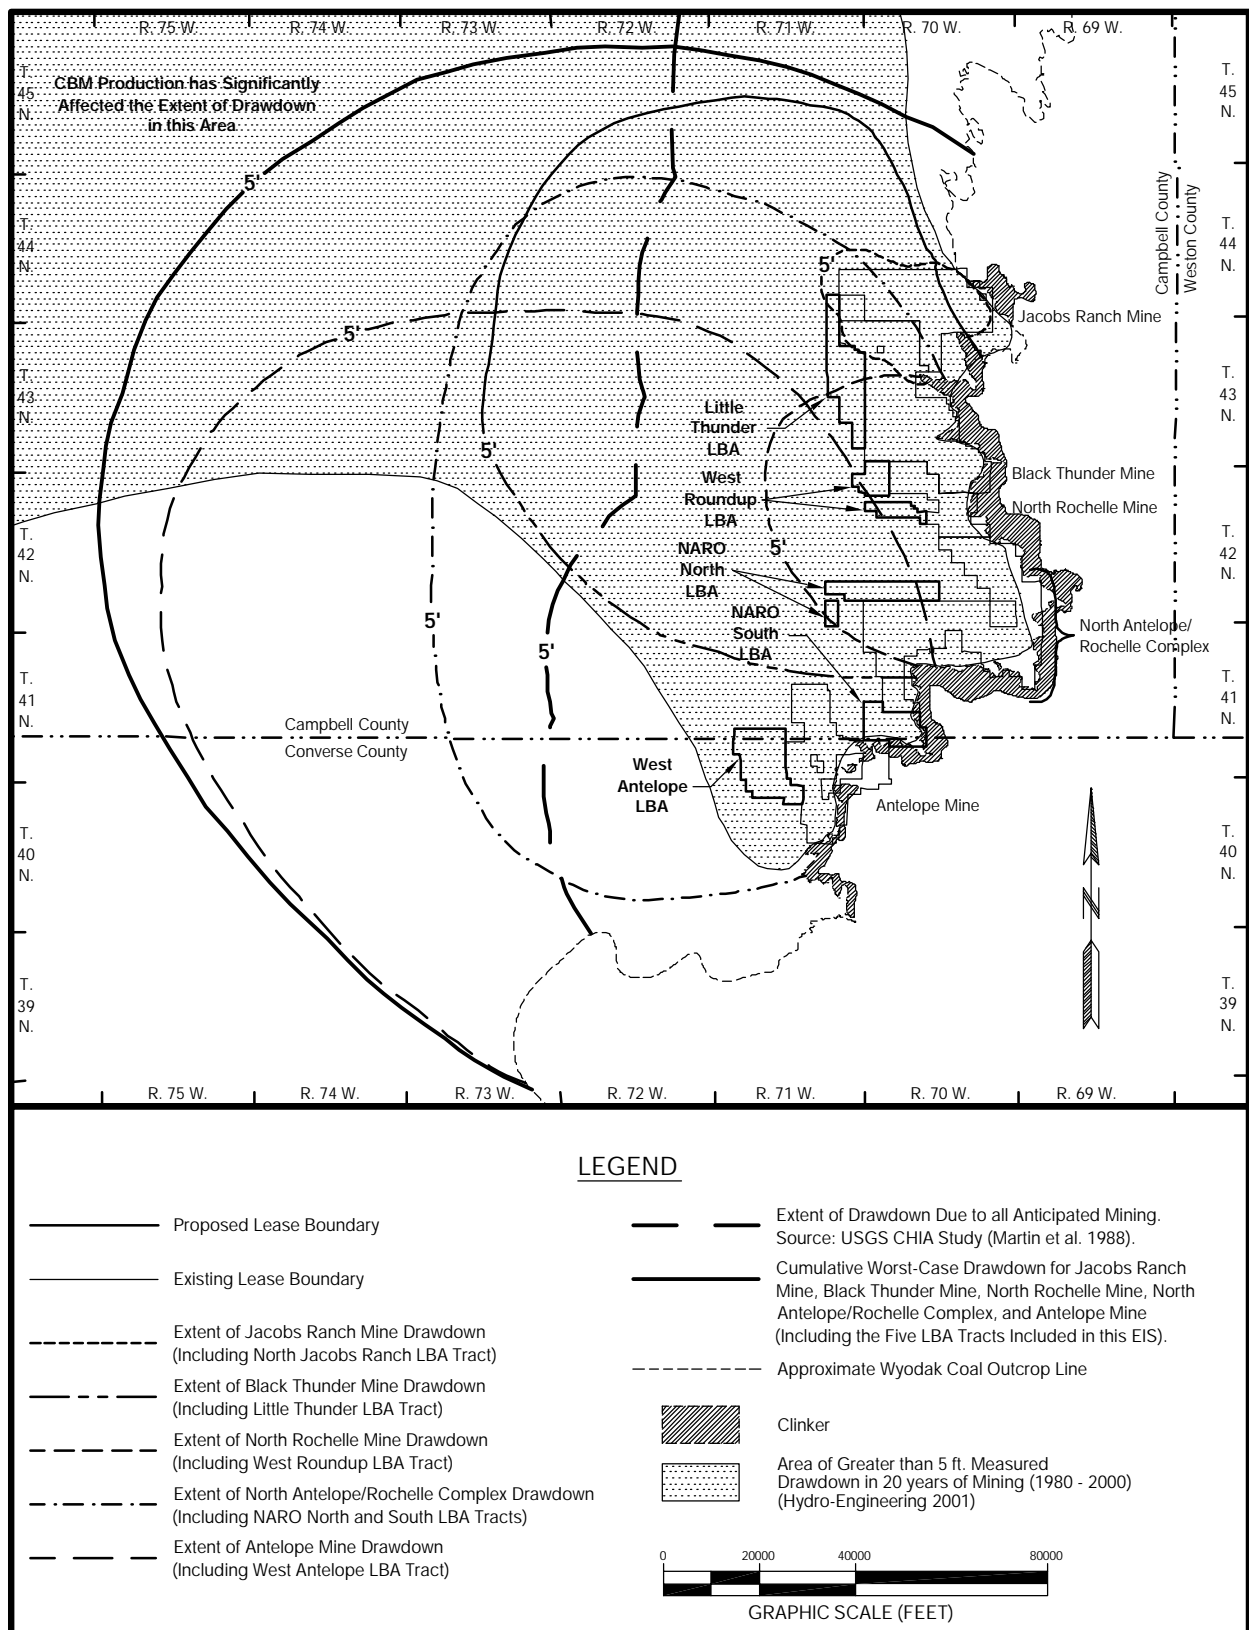 R. 75 W. R. 74 W. R. 73 W. R. 72 W. R. 71 W. R. 70 W. R. 69 W.
T.
45
N.
T.
45
N.
CBM Production has Significantly
Affected the Extent of Drawdown
in this Area
5'
Campbell County
Weston County
T.
44
N.
T.
44
N.
5'
5'
Jacobs Ranch Mine
T.
43
N.
T.
43
N.
Little
Thunder
LBA
5'
West
Roundup
LBA
Black Thunder Mine
North Rochelle Mine
T.
42
N.
T.
42
N.
5'
NARO
North
LBA
5'
NARO
South
LBA
5'
North Antelope/
Rochelle Complex
T.
41
N.
T.
41
N.
Campbell County
Converse County
West
Antelope
LBA
Antelope Mine
T.
40
N.
T.
40
N.
N
T.
39
N.
T.
39
N.
R. 75 W. R. 74 W. R. 73 W. R. 72 W. R. 71 W. R. 70 W. R. 69 W.
LEGEND
Proposed Lease Boundary
Existing Lease Boundary
Extent of Jacobs Ranch Mine Drawdown
(Including North Jacobs Ranch LBA Tract)
Extent of Black Thunder Mine Drawdown
(Including Little Thunder LBA Tract)
Extent of North Rochelle Mine Drawdown
(Including West Roundup LBA Tract)
Extent of North Antelope/Rochelle Complex Drawdown
(Including NARO North and South LBA Tracts)
Extent of Antelope Mine Drawdown
(Including West Antelope LBA Tract)
Extent of Drawdown Due to all Anticipated Mining.
Source: USGS CHIA Study (Martin et al. 1988).
Cumulative Worst-Case Drawdown for Jacobs Ranch
Mine, Black Thunder Mine, North Rochelle Mine, North
Antelope/Rochelle Complex, and Antelope Mine
(Including the Five LBA Tracts Included in this EIS).
Approximate Wyodak Coal Outcrop Line
Clinker
Area of Greater than 5 ft. Measured
Drawdown in 20 years of Mining (1980 - 2000)
(Hydro-Engineering 2001)
0 20000 40000 80000
GRAPHIC SCALE (FEET)